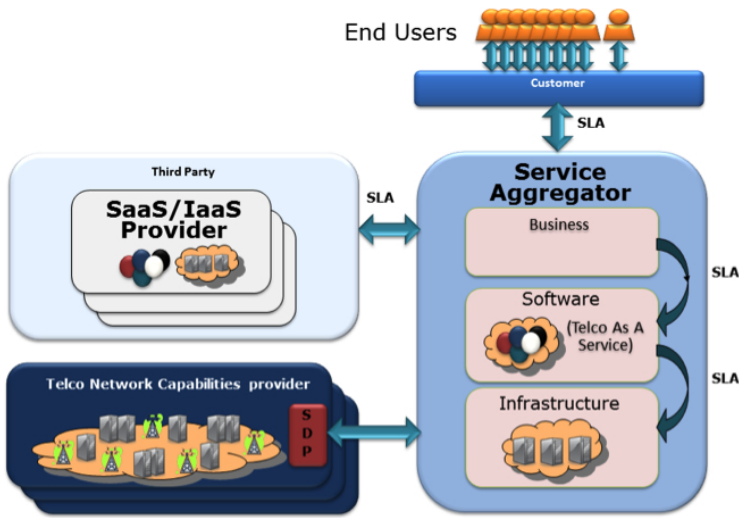 End Users
Customer
SLA
Third Party
SaaS/IaaS
Provider
SLA
Service
Aggregator
Business
SLA
Software
(Telco As A
Service)
SLA
Infrastructure
Telco Network Capabilities provider
S
D
P